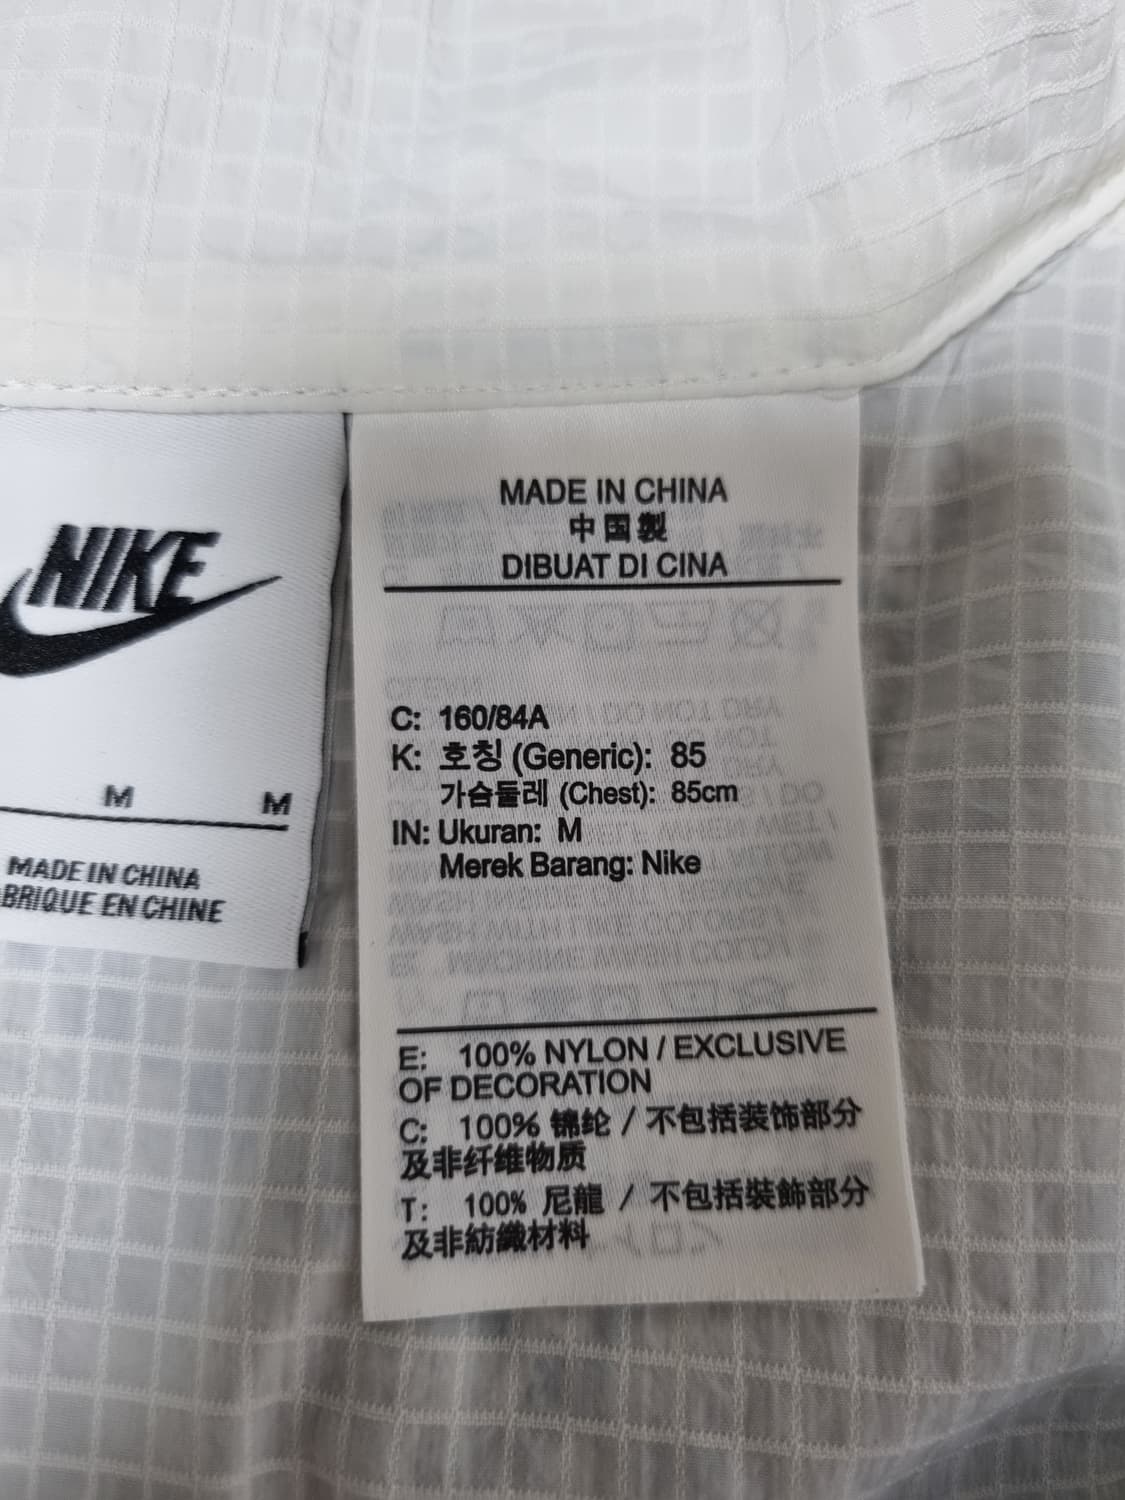 NIKE
M M
MADE IN CHINA
BRIQUE EN CHINE
MADE IN CHINA
中国製
DIBUAT DI CINA
C: 160/84A
K: 호칭 (Generic): 85
가슴둘레 (Chest): 85cm
IN: Ukuran: M
Merek Barang: Nike
E: 100% NYLON / EXCLUSIVE
OF DECORATION
C: 100% 锦纶 / 不包括装饰部分
及非纤维物质
T: 100% 尼龍 / 不包括裝飾部分
及非紡織材料